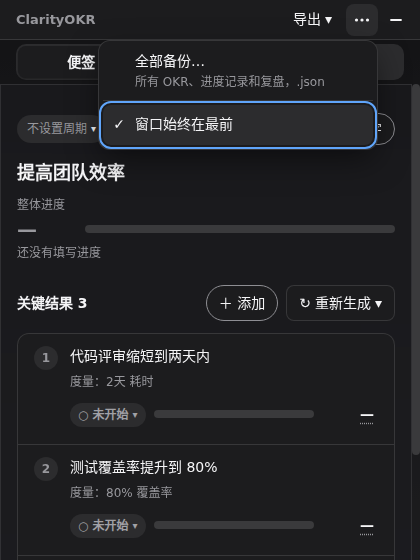 ClarityOKR
导出 ▾
•••
便签
全部备份…
所有 OKR、进度记录和复盘，.json
✓ 窗口始终在最前
不设置周期 ▾
提高团队效率
整体进度
—
还没有填写进度
关键结果 3
＋ 添加
↻ 重新生成 ▾
1
代码评审缩短到两天内
度量：2天 耗时
○ 未开始 ▾
—
2
测试覆盖率提升到 80%
度量：80% 覆盖率
○ 未开始 ▾
—